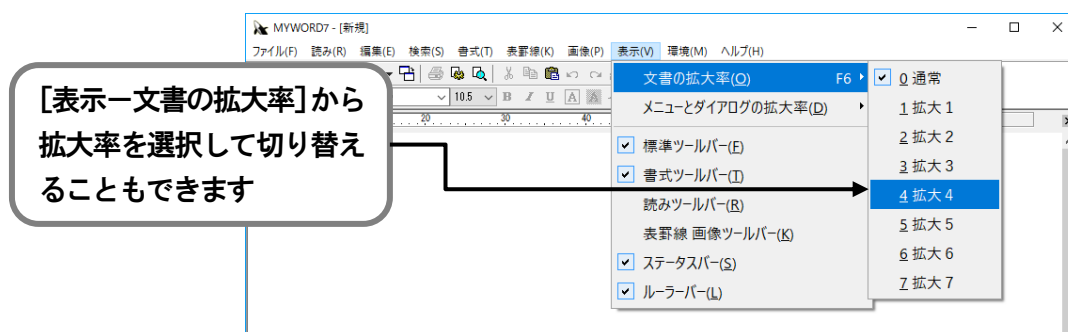 MYWORD7 - [新規]
ファイル(F) 読み(R) 編集(E) 検索(S) 書式(T) 表罫線(K) 画像(P) 表示(V) 環境(M) ヘルプ(H)
[表示－文書の拡大率]から
拡大率を選択して切り替え
ることもできます
10.5 B I U A
20 30 40
文書の拡大率(O) F6
メニューとダイアログの拡大率(D)
標準ツールバー(F)
書式ツールバー(T)
読みツールバー(R)
表罫線 画像ツールバー(K)
ステータスバー(S)
ルーラーバー(L)
0 通常
1 拡大 1
2 拡大 2
3 拡大 3
4 拡大 4
5 拡大 5
6 拡大 6
7 拡大 7